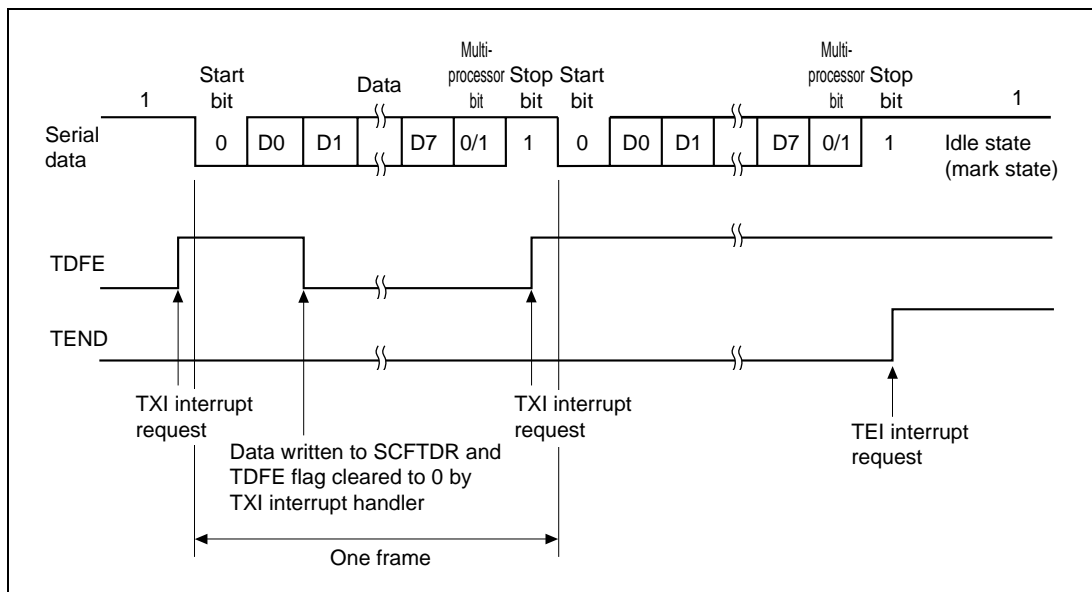 Multi-
processor
bit
Multi-
processor
bit
Start
bit
Data
Stop
bit
Start
bit
Stop
bit
1
1
Serial
data
0
D0
D1
D7
0/1
1
0
D0
D1
D7
0/1
1
Idle state
(mark state)
TDFE
TEND
TXI interrupt
request
TXI interrupt
request
TEI interrupt
request
Data written to SCFTDR and
TDFE flag cleared to 0 by
TXI interrupt handler
One frame